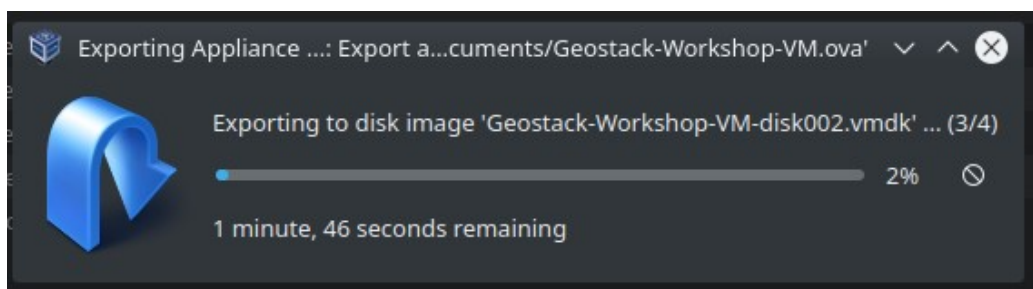 Exporting Appliance ...: Export a...cuments/Geostack-Workshop-VM.ova'
Exporting to disk image 'Geostack-Workshop-VM-disk002.vmdk' ... (3/4)
2%
1 minute, 46 seconds remaining